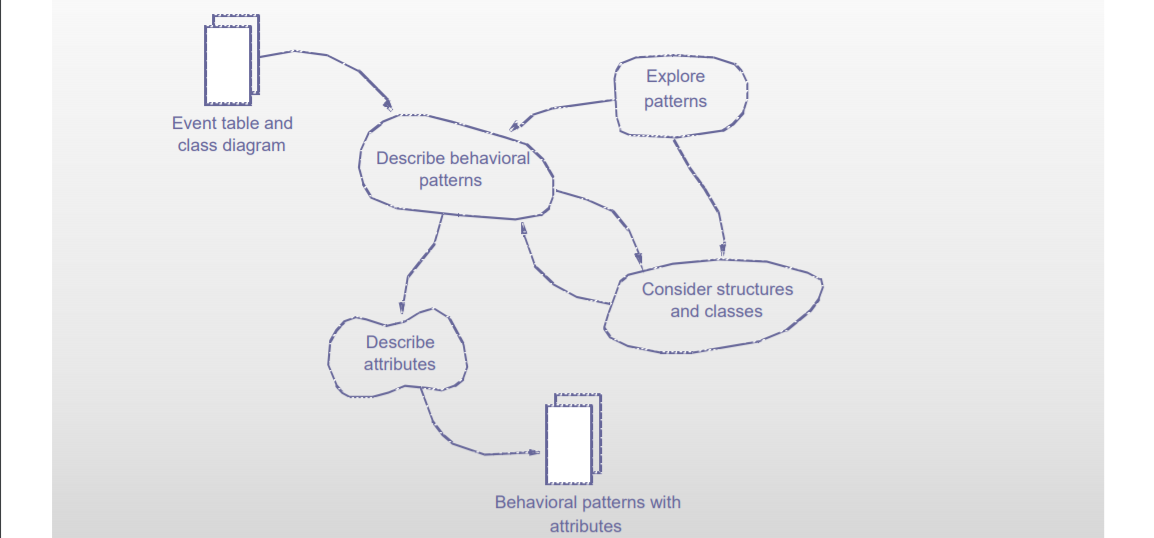 Event table and
class diagram
Explore
patterns
Describe behavioral
patterns
Consider structures
and classes
Describe
attributes
Behavioral patterns with
attributes